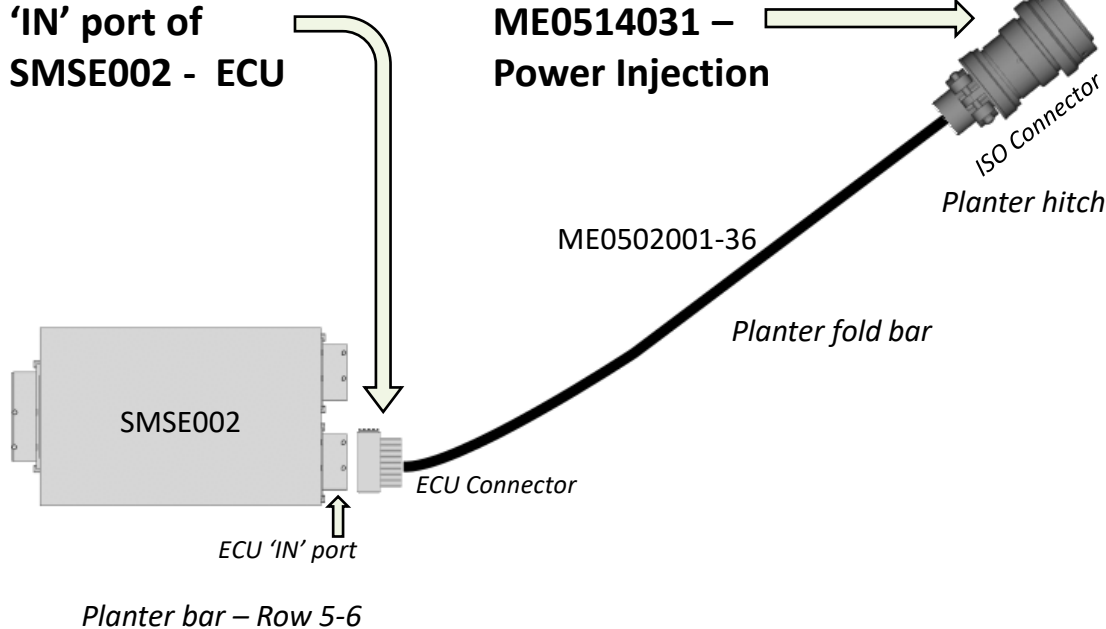 ‘IN’ port of
SMSE002 - ECU
ME0514031 –
Power Injection
ISO Connector
Planter hitch
ME0502001-36
Planter fold bar
SMSE002
ECU Connector
ECU ‘IN’ port
Planter bar – Row 5-6